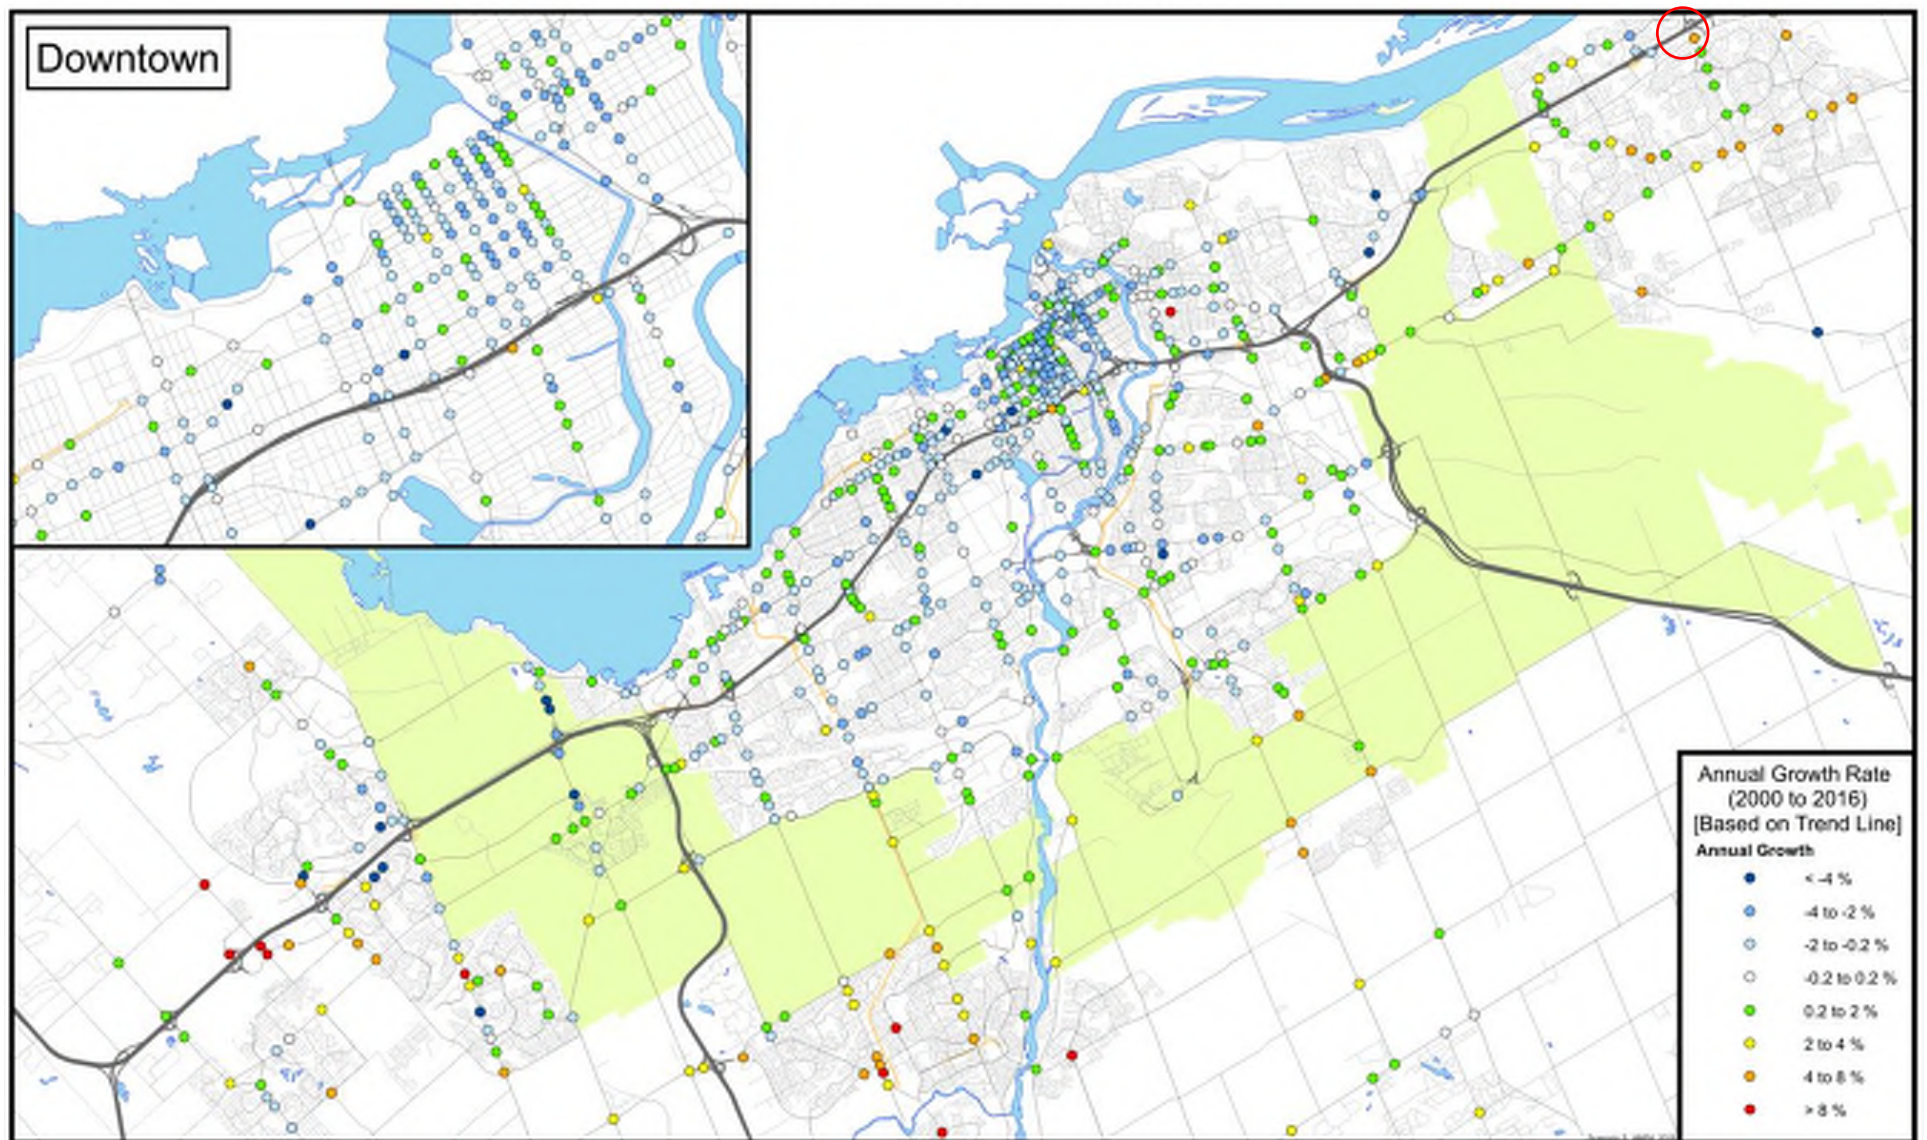 Downtown
Annual Growth Rate
(2000 to 2016)
[Based on Trend Line]
Annual Growth
< -4 %
-4 to -2 %
-2 to -0.2 %
-0.2 to 0.2 %
0.2 to 2 %
2 to 4 %
4 to 8 %
> 8 %